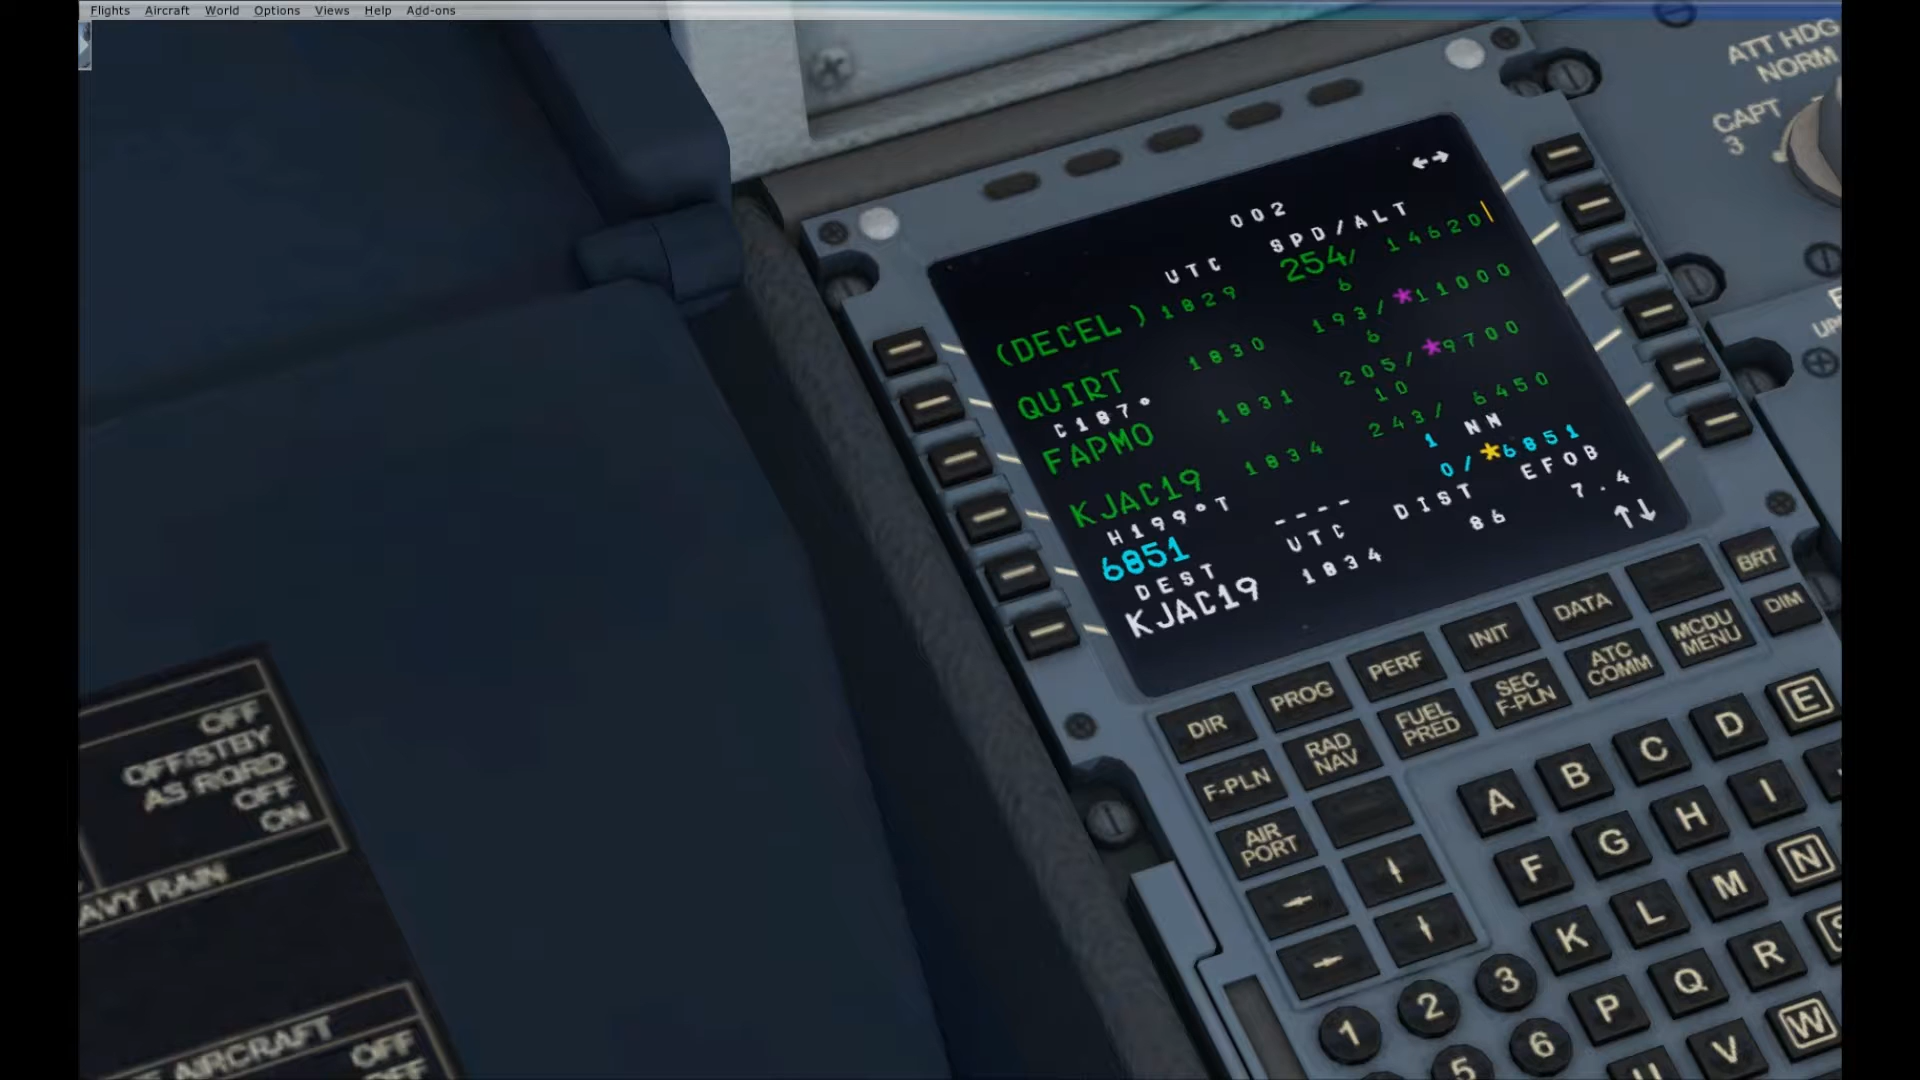 Flights Aircraft World Options Views Help Add-ons
ATT HDG
NORM
CAPT
3
←→
002
UTC SPD/ALT
(DECEL) 1829 254/ 14620
6
QUIRT 1830 193/*11000
C187° 6
FAPMO 1831 205/*9700
10
KJAC19 1834 243/ 6450
H199°T 1 NM
6851 ---- 0/*6851
DEST UTC DIST EFOB
KJAC19 1834 86 7.4
↑↓
DIR PROG PERF INIT DATA BRT
F-PLN RAD NAV FUEL PRED SEC F-PLN ATC COMM MCDU MENU DIM
AIR PORT
A B C D E
F G H I
K L M N
P Q R
U V W
1 2 3
5 6
OFF
OFF/STBY
AS RQRD
OFF
ON
AVY RAIN
AIRCRAFT
OFF
OFF